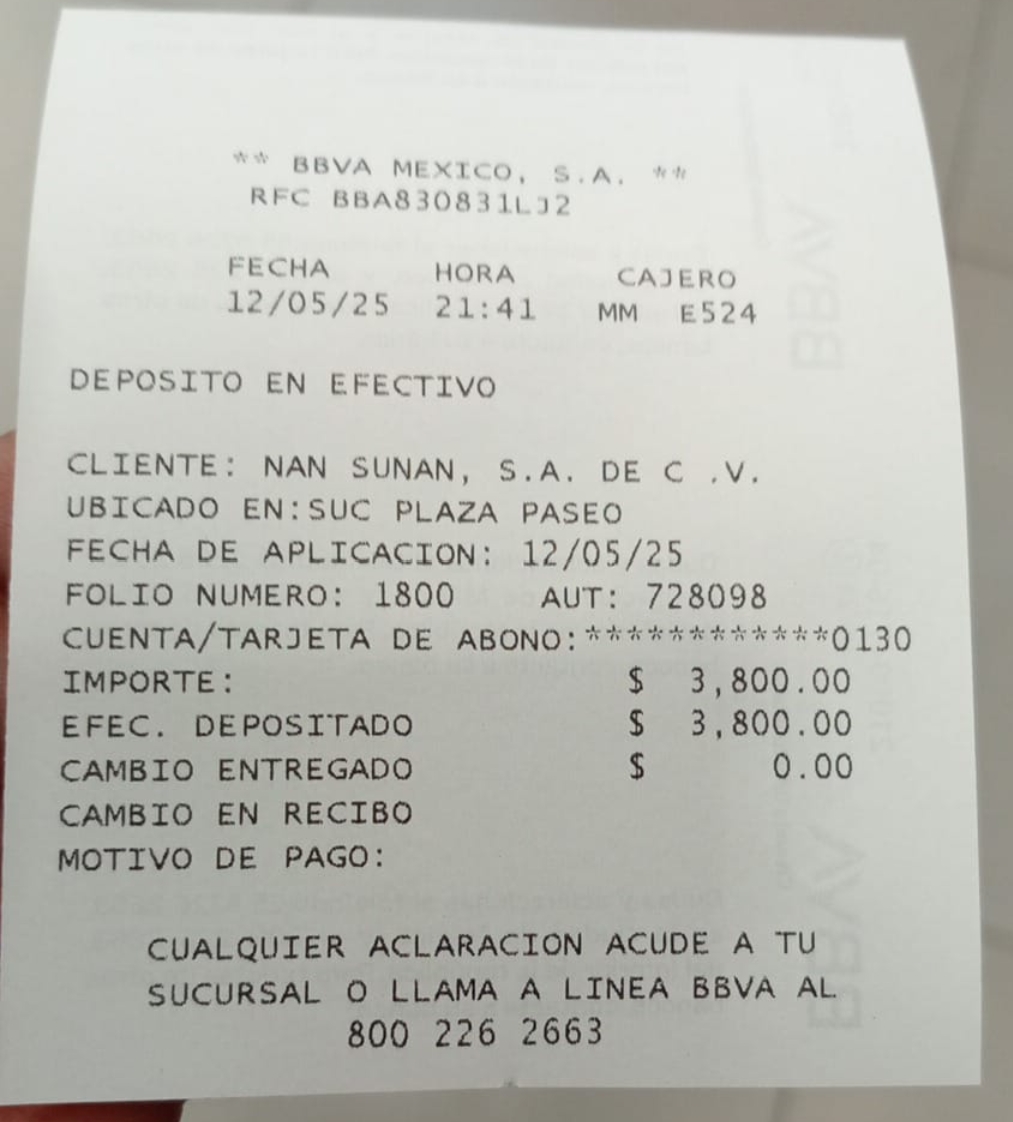 ** BBVA MEXICO, S.A. **
RFC BBA830831LJ2
FECHA HORA CAJERO
12/05/25 21:41 MM E524
DEPOSITO EN EFECTIVO
CLIENTE: NAN SUNAN, S.A. DE C .V.
UBICADO EN:SUC PLAZA PASEO
FECHA DE APLICACION: 12/05/25
FOLIO NUMERO: 1800 AUT: 728098
CUENTA/TARJETA DE ABONO:************0130
IMPORTE: $ 3,800.00
EFEC. DEPOSITADO $ 3,800.00
CAMBIO ENTREGADO $ 0.00
CAMBIO EN RECIBO
MOTIVO DE PAGO:
CUALQUIER ACLARACION ACUDE A TU
SUCURSAL O LLAMA A LINEA BBVA AL
800 226 2663
BBVA
BBVA